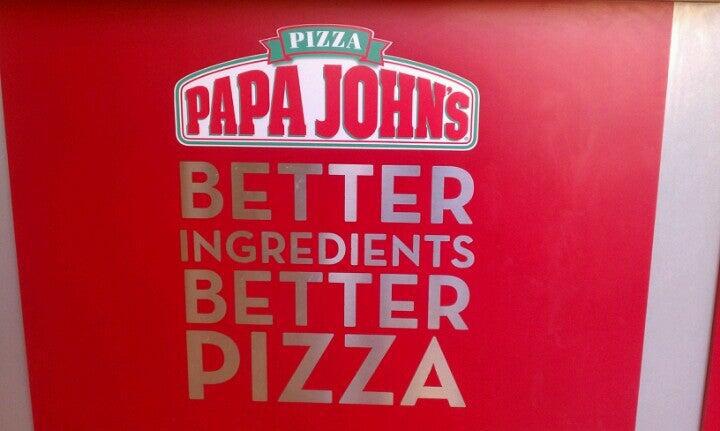 PIZZA
PAPA JOHN'S
BETTER
INGREDIENTS
BETTER
PIZZA